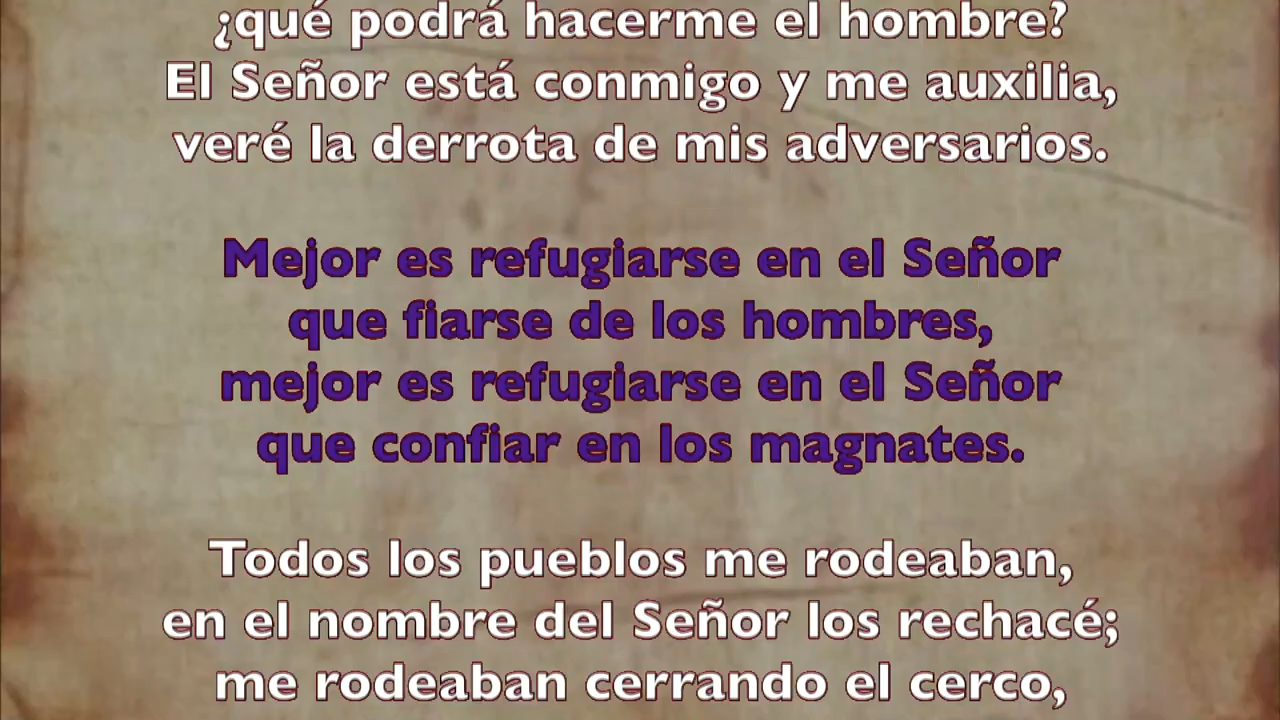 ¿qué podrá hacerme el hombre?
El Señor está conmigo y me auxilia,
veré la derrota de mis adversarios.
Mejor es refugiarse en el Señor
que fiarse de los hombres,
mejor es refugiarse en el Señor
que confiar en los magnates.
Todos los pueblos me rodeaban,
en el nombre del Señor los rechacé;
me rodeaban cerrando el cerco,